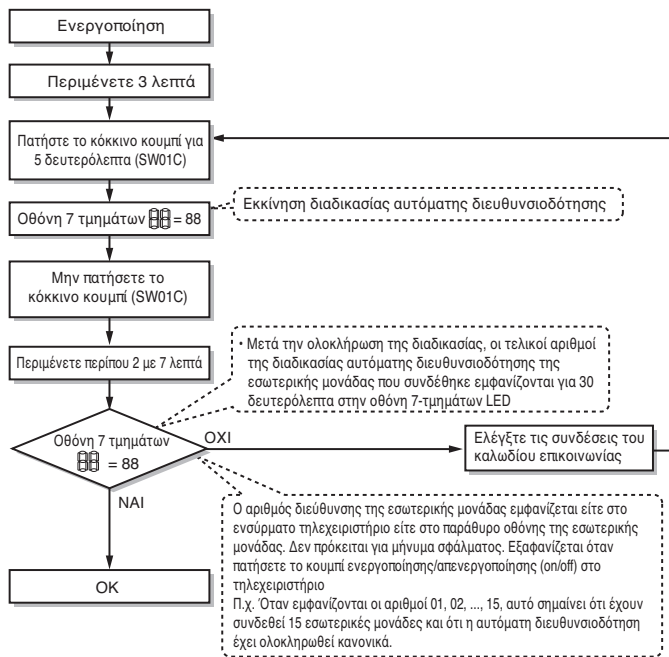 Ενεργοποίηση
Περιμένετε 3 λεπτά
Πατήστε το κόκκινο κουμπί για
5 δευτερόλεπτα (SW01C)
Οθόνη 7 τμημάτων 88 = 88
Εκκίνηση διαδικασίας αυτόματης διευθυνσιοδότησης
Μην πατήσετε το
κόκκινο κουμπί (SW01C)
Περιμένετε περίπου 2 με 7 λεπτά
• Μετά την ολοκλήρωση της διαδικασίας, οι τελικοί αριθμοί
της διαδικασία αυτόματης διευθυνσιοδότησης της
εσωτερικής μονάδας που συνδέθηκε εμφανίζονται για 30
δευτερόλεπτα στην οθόνη 7-τμημάτων LED
Οθόνη 7 τμημάτων
88 = 88
ΟΧΙ
Ελέγξτε τις συνδέσεις του
καλωδίου επικοινωνίας
ΝΑΙ
Ο αριθμός διεύθυνσης της εσωτερικής μονάδας εμφανίζεται είτε στο
ενσύρματο τηλεχειριστήριο είτε στο παράθυρο οθόνης της εσωτερικής
μονάδας. Δεν πρόκειται για μήνυμα σφάλματος. Εξαφανίζεται όταν
πατήσετε το κουμπί ενεργοποίησης/απενεργοποίησης (on/off) στο
τηλεχειριστήριο
Π.χ. Όταν εμφανίζονται οι αριθμοί 01, 02, ..., 15, αυτό σημαίνει ότι έχουν
συνδεθεί 15 εσωτερικές μονάδες και ότι η αυτόματη διευθυνσιοδότηση
έχει ολοκληρωθεί κανονικά.
OK